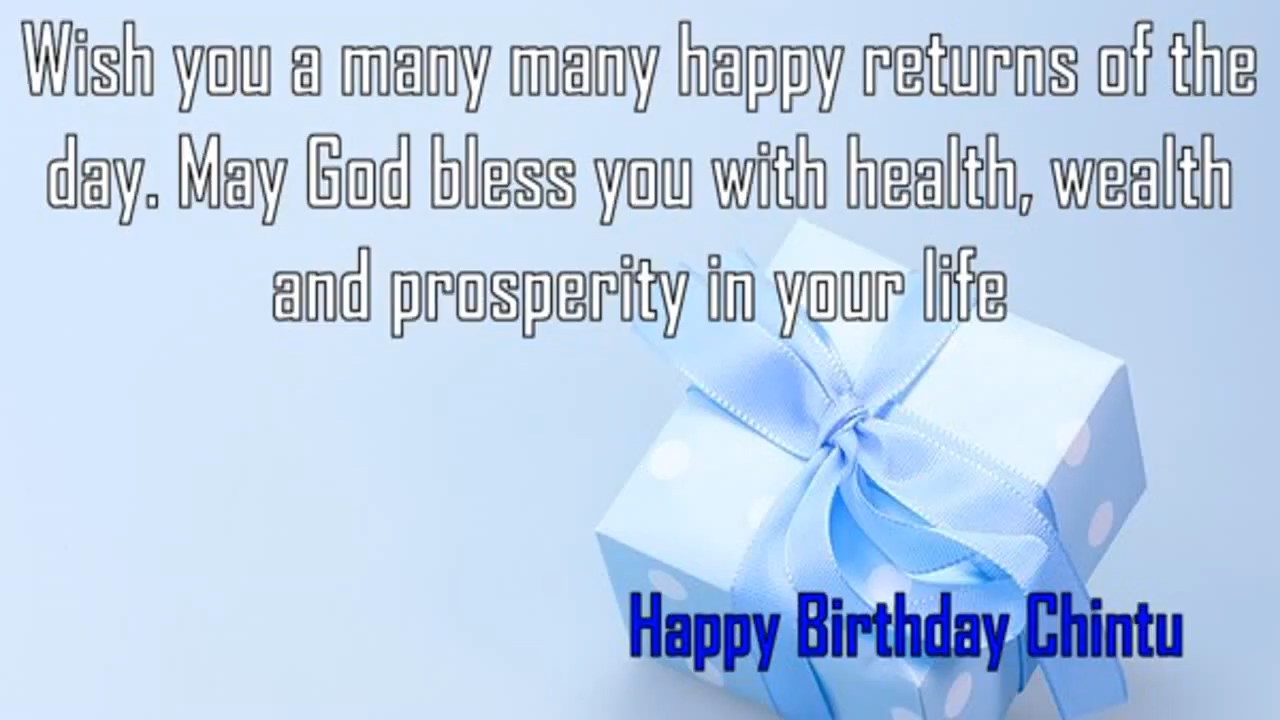 Wish you a many many happy returns of the
day. May God bless you with health, wealth
and prosperity in your life
Happy Birthday Chintu